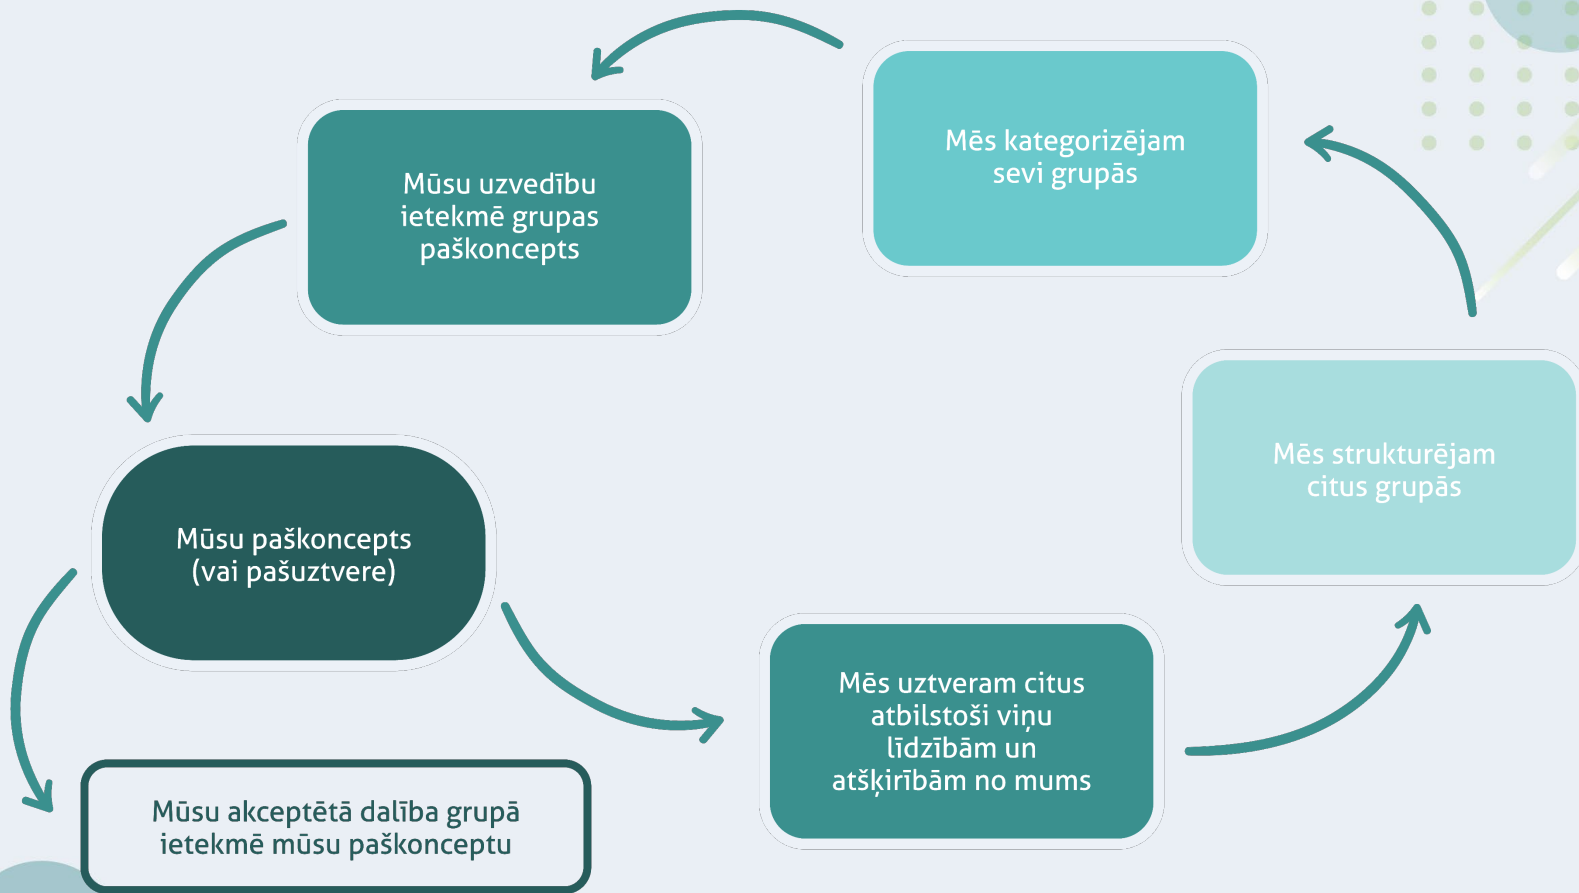 Mēs kategorizējam
sevi grupās
Mūsu uzvedību
ietekmē grupas
paškoncepts
Mēs strukturējam
citus grupās
Mūsu paškoncepts
(vai pašuztvere)
Mēs uztveram citus
atbilstoši viņu
līdzībām un
atšķirībām no mums
Mūsu akceptētā dalība grupā
ietekmē mūsu paškonceptu